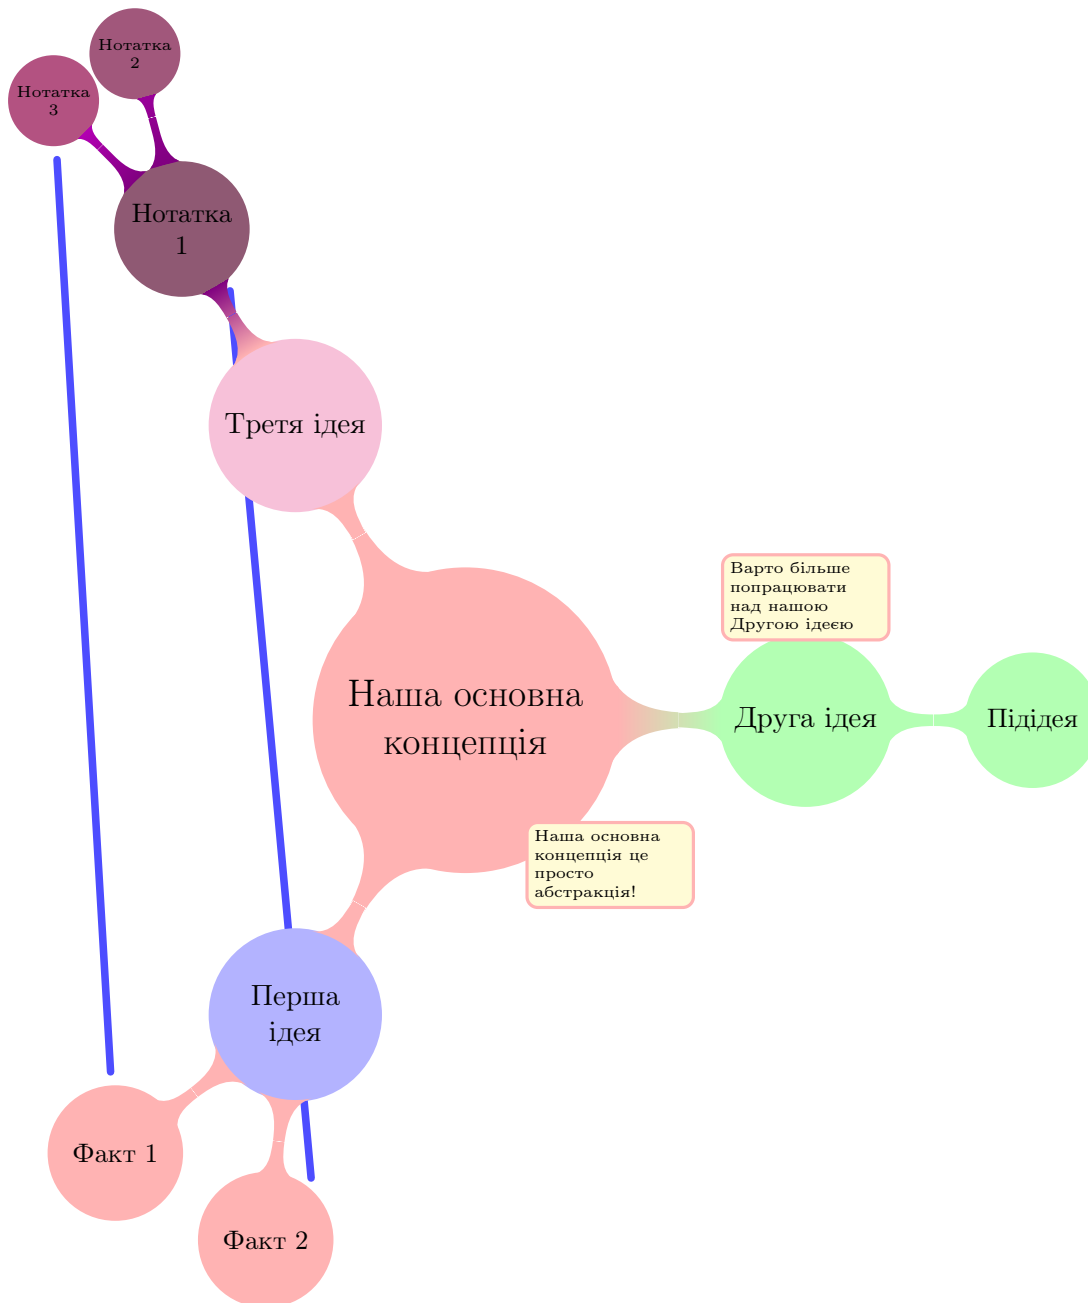 Нотатка
2
Нотатка
3
Нотатка
1
Третя ідея
Варто більше
попрацювати
над нашою
Другою ідеєю
Наша основна
концепція
Друга ідея
Підідея
Наша основна
концепція це
просто
абстракція!
Перша
ідея
Факт 1
Факт 2